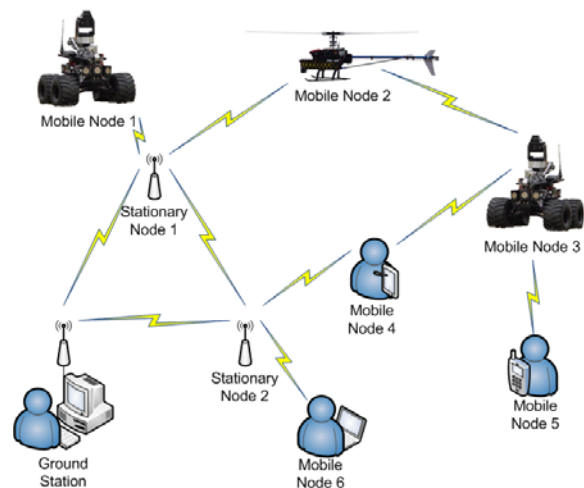 Mobile Node 1
Mobile Node 2
Stationary
Node 1
Mobile Node 3
Mobile
Node 4
Stationary
Node 2
Mobile
Node 5
Ground
Station
Mobile
Node 6